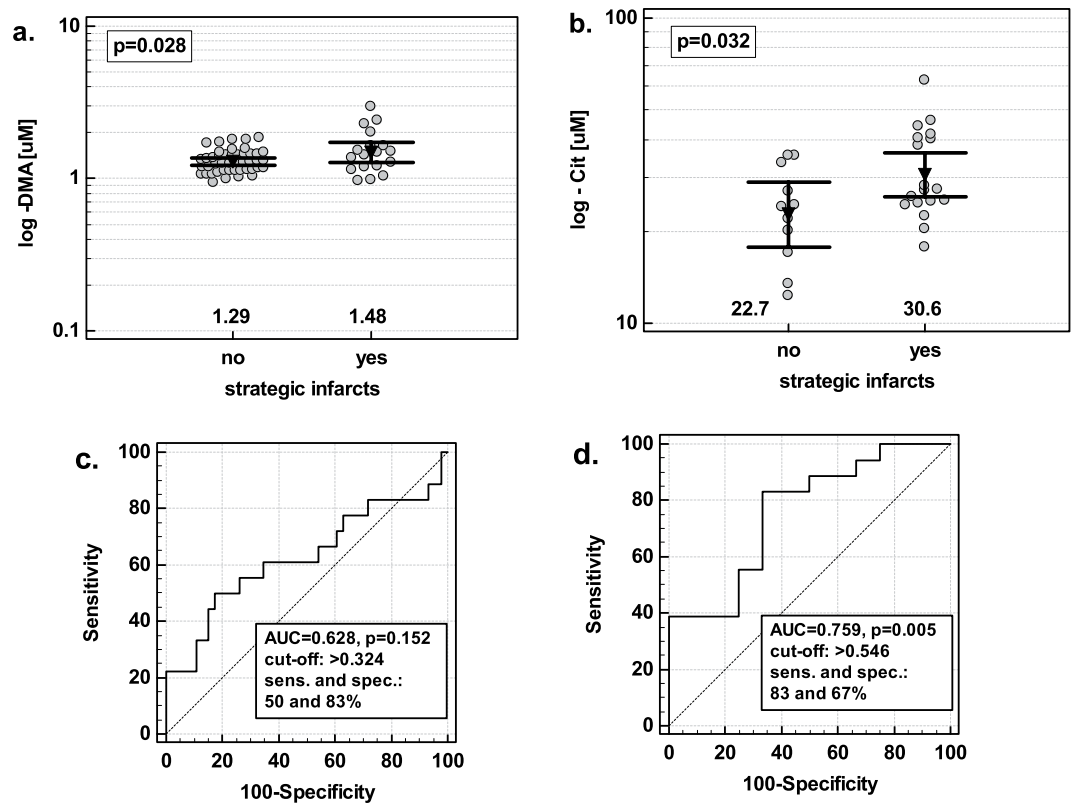 a.
p=0.028
log -DMA [uM]
10
1
0.1
1.29
1.48
no
yes
strategic infarcts
b.
p=0.032
log - Cit [uM]
100
10
22.7
30.6
no
yes
strategic infarcts
c.
Sensitivity
100
80
60
40
20
0
AUC=0.628, p=0.152
cut-off: >0.324
sens. and spec.:
50 and 83%
0 20 40 60 80 100
100-Specificity
d.
Sensitivity
100
80
60
40
20
0
AUC=0.759, p=0.005
cut-off: >0.546
sens. and spec.:
83 and 67%
0 20 40 60 80 100
100-Specificity